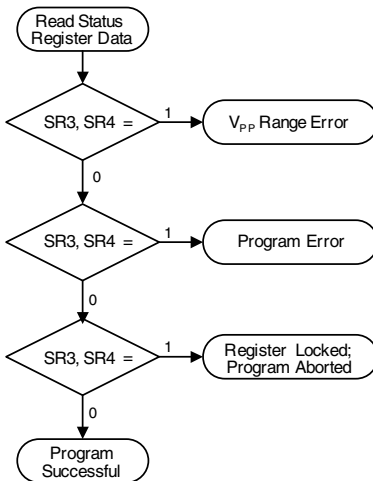 Read Status
Register Data
SR3, SR4 =
1
VPP Range Error
0
SR3, SR4 =
1
Program Error
0
SR3, SR4 =
1
Register Locked;
Program Aborted
0
Program
Successful